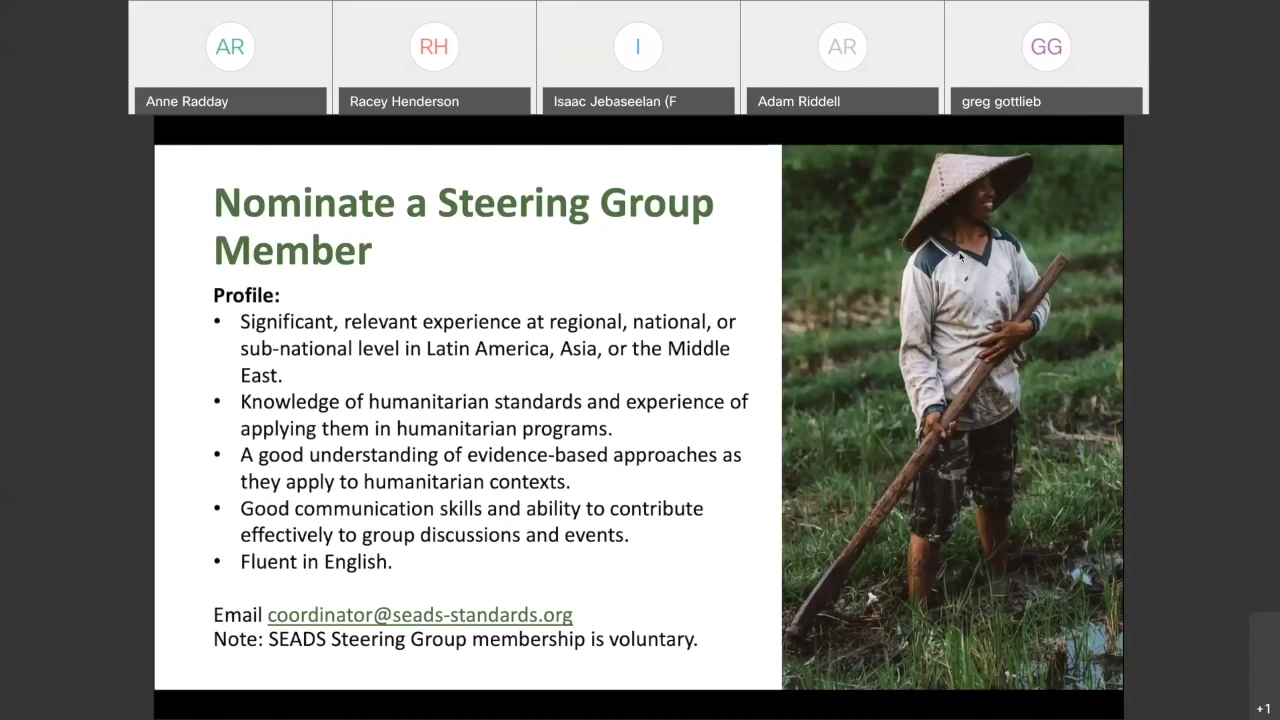 AR
RH
I
AR
GG
Anne Radday
Racey Henderson
Isaac Jebaseelan (F
Adam Riddell
greg gottlieb
Nominate a Steering Group
Member
Profile:
• Significant, relevant experience at regional, national, or
sub-national level in Latin America, Asia, or the Middle
East.
• Knowledge of humanitarian standards and experience of
applying them in humanitarian programs.
• A good understanding of evidence-based approaches as
they apply to humanitarian contexts.
• Good communication skills and ability to contribute
effectively to group discussions and events.
• Fluent in English.
Email coordinator@seads-standards.org
Note: SEADS Steering Group membership is voluntary.
+1